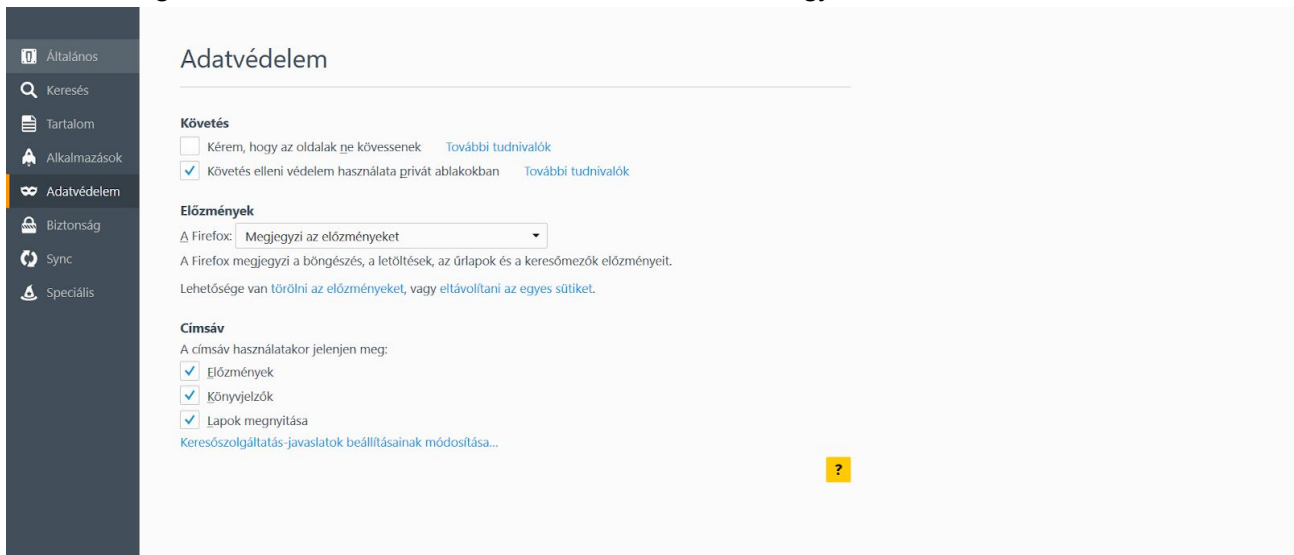 Általános
Keresés
Tartalom
Alkalmazások
Adatvédelem
Biztonság
Sync
Speciális
Adatvédelem
Követés
Kérem, hogy az oldalak ne kövessenek További tudnivalók
Követés elleni védelem használata privát ablakokban További tudnivalók
Előzmények
A Firefox: Megjegyzi az előzményeket
A Firefox megjegyzi a böngészés, a letöltések, az űrlapok és a keresőmezők előzményeit.
Lehetősége van törölni az előzményeket, vagy eltávolítani az egyes sütiket.
Címsáv
A címsáv használatakor jelenjen meg:
Előzmények
Könyvjelzők
Lapok megnyitása
Keresőszolgáltatás-javaslatok beállításainak módosítása...
?